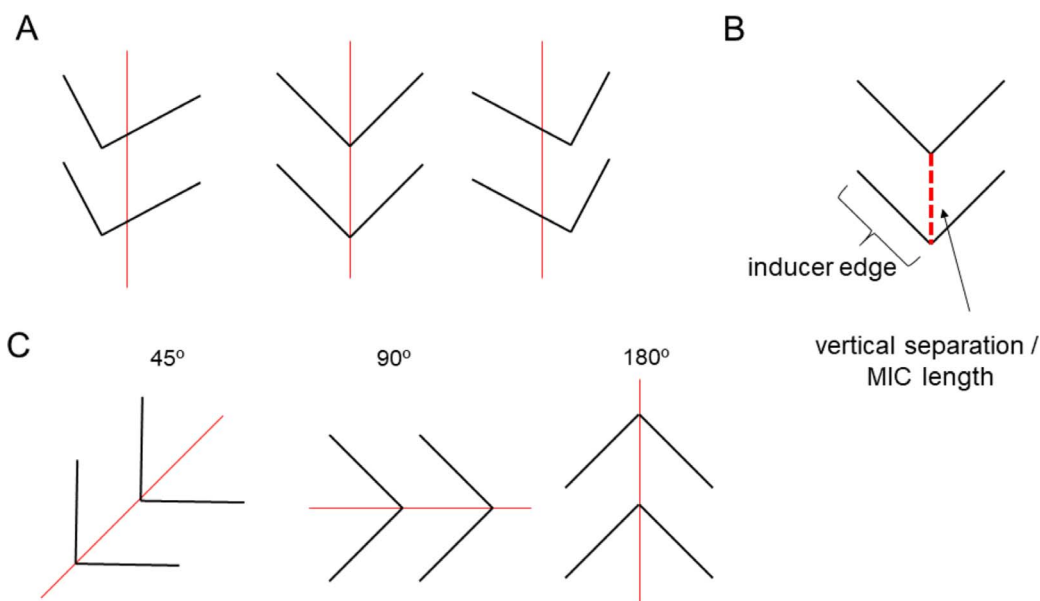 A
B
inducer edge
vertical separation /
MIC length
C
45º
90º
180º